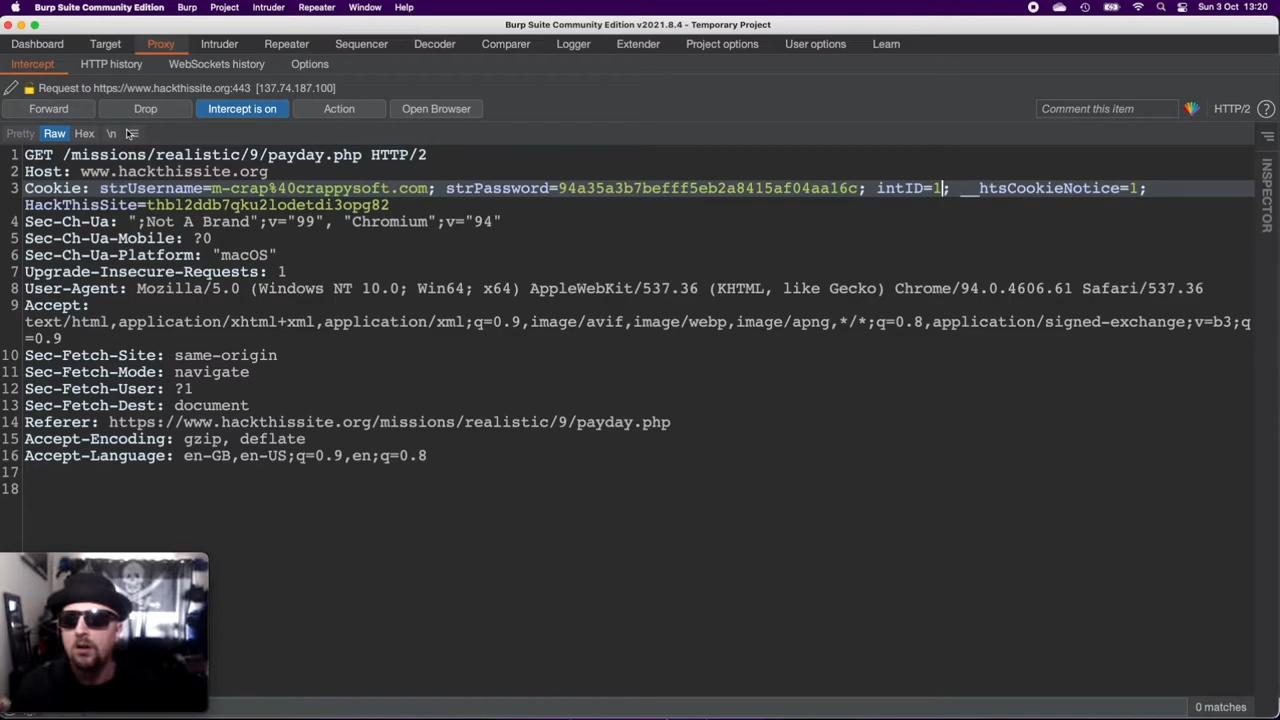 Burp Suite Community Edition Burp Project Intruder Repeater Window Help Sun 3 Oct 13:20
Burp Suite Community Edition v2021.8.4 - Temporary Project
Dashboard Target Proxy Intruder Repeater Sequencer Decoder Comparer Logger Extender Project options User options Learn
Intercept HTTP history WebSockets history Options
Request to https://www.hackthissite.org:443 [137.74.187.100]
Forward Drop Intercept is on Action Open Browser Comment this item HTTP/2 ?
Pretty Raw Hex \n
INSPECTOR
1 GET /missions/realistic/9/payday.php HTTP/2
2 Host: www.hackthissite.org
3 Cookie: strUsername=m-crap%40crappysoft.com; strPassword=94a35a3b7befff5eb2a8415af04aa16c; intID=1; __htsCookieNotice=1;
HackThisSite=thbl2ddb7qku2lodetdi3opg82
4 Sec-Ch-Ua: ";Not A Brand";v="99", "Chromium";v="94"
5 Sec-Ch-Ua-Mobile: ?0
6 Sec-Ch-Ua-Platform: "macOS"
7 Upgrade-Insecure-Requests: 1
8 User-Agent: Mozilla/5.0 (Windows NT 10.0; Win64; x64) AppleWebKit/537.36 (KHTML, like Gecko) Chrome/94.0.4606.61 Safari/537.36
9 Accept:
text/html,application/xhtml+xml,application/xml;q=0.9,image/avif,image/webp,image/apng,*/*;q=0.8,application/signed-exchange;v=b3;q
=0.9
10 Sec-Fetch-Site: same-origin
11 Sec-Fetch-Mode: navigate
12 Sec-Fetch-User: ?1
13 Sec-Fetch-Dest: document
14 Referer: https://www.hackthissite.org/missions/realistic/9/payday.php
15 Accept-Encoding: gzip, deflate
16 Accept-Language: en-GB,en-US;q=0.9,en;q=0.8
17
18
0 matches